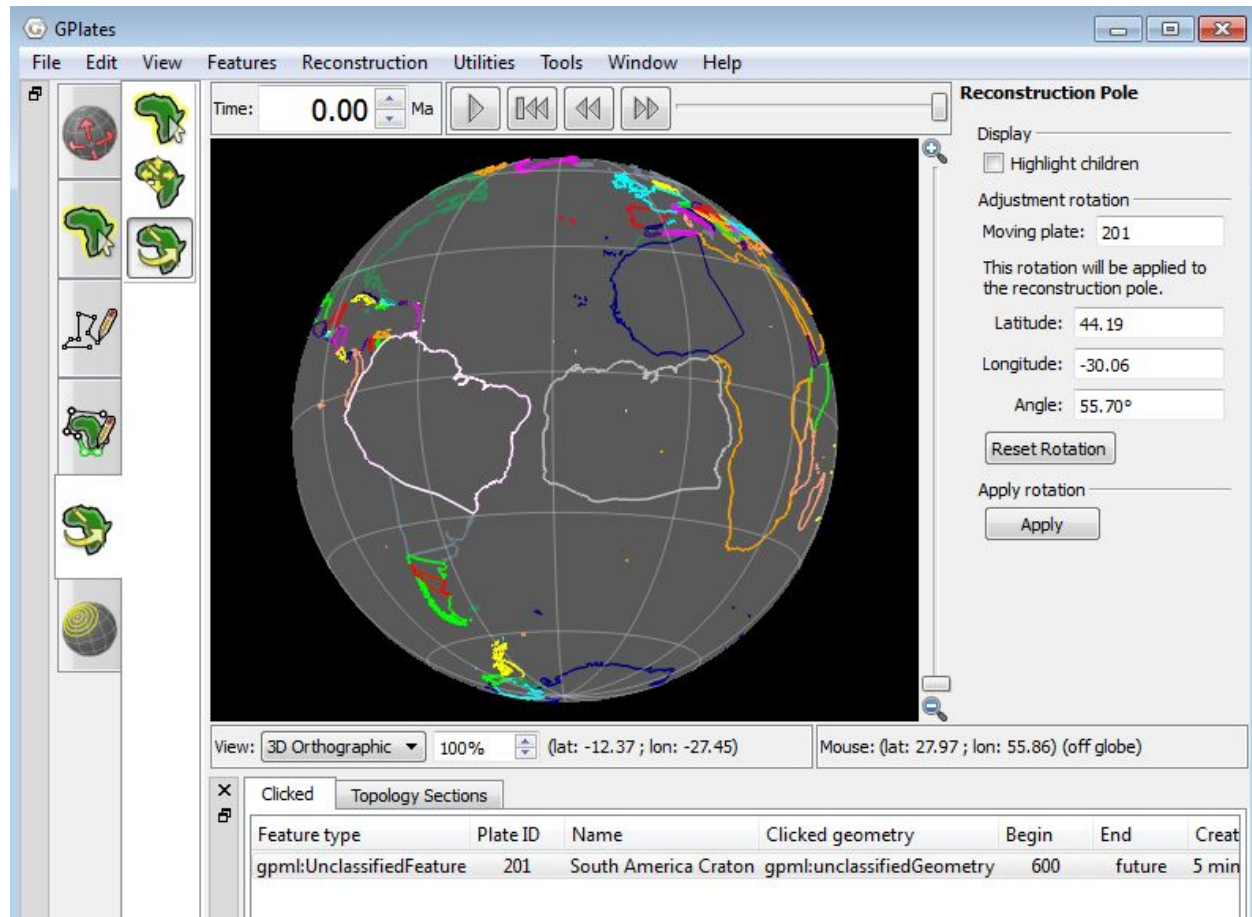 GPlates
File Edit View Features Reconstruction Utilities Tools Window Help
Time: 0.00 Ma
Reconstruction Pole
Display
Highlight children
Adjustment rotation
Moving plate: 201
This rotation will be applied to
the reconstruction pole.
Latitude: 44.19
Longitude: -30.06
Angle: 55.70°
Reset Rotation
Apply rotation
Apply
View: 3D Orthographic 100% (lat: -12.37 ; lon: -27.45) Mouse: (lat: 27.97 ; lon: 55.86) (off globe)
Clicked Topology Sections
Feature type Plate ID Name Clicked geometry Begin End Creat
gpml:UnclassifiedFeature 201 South America Craton gpml:unclassifiedGeometry 600 future 5 min